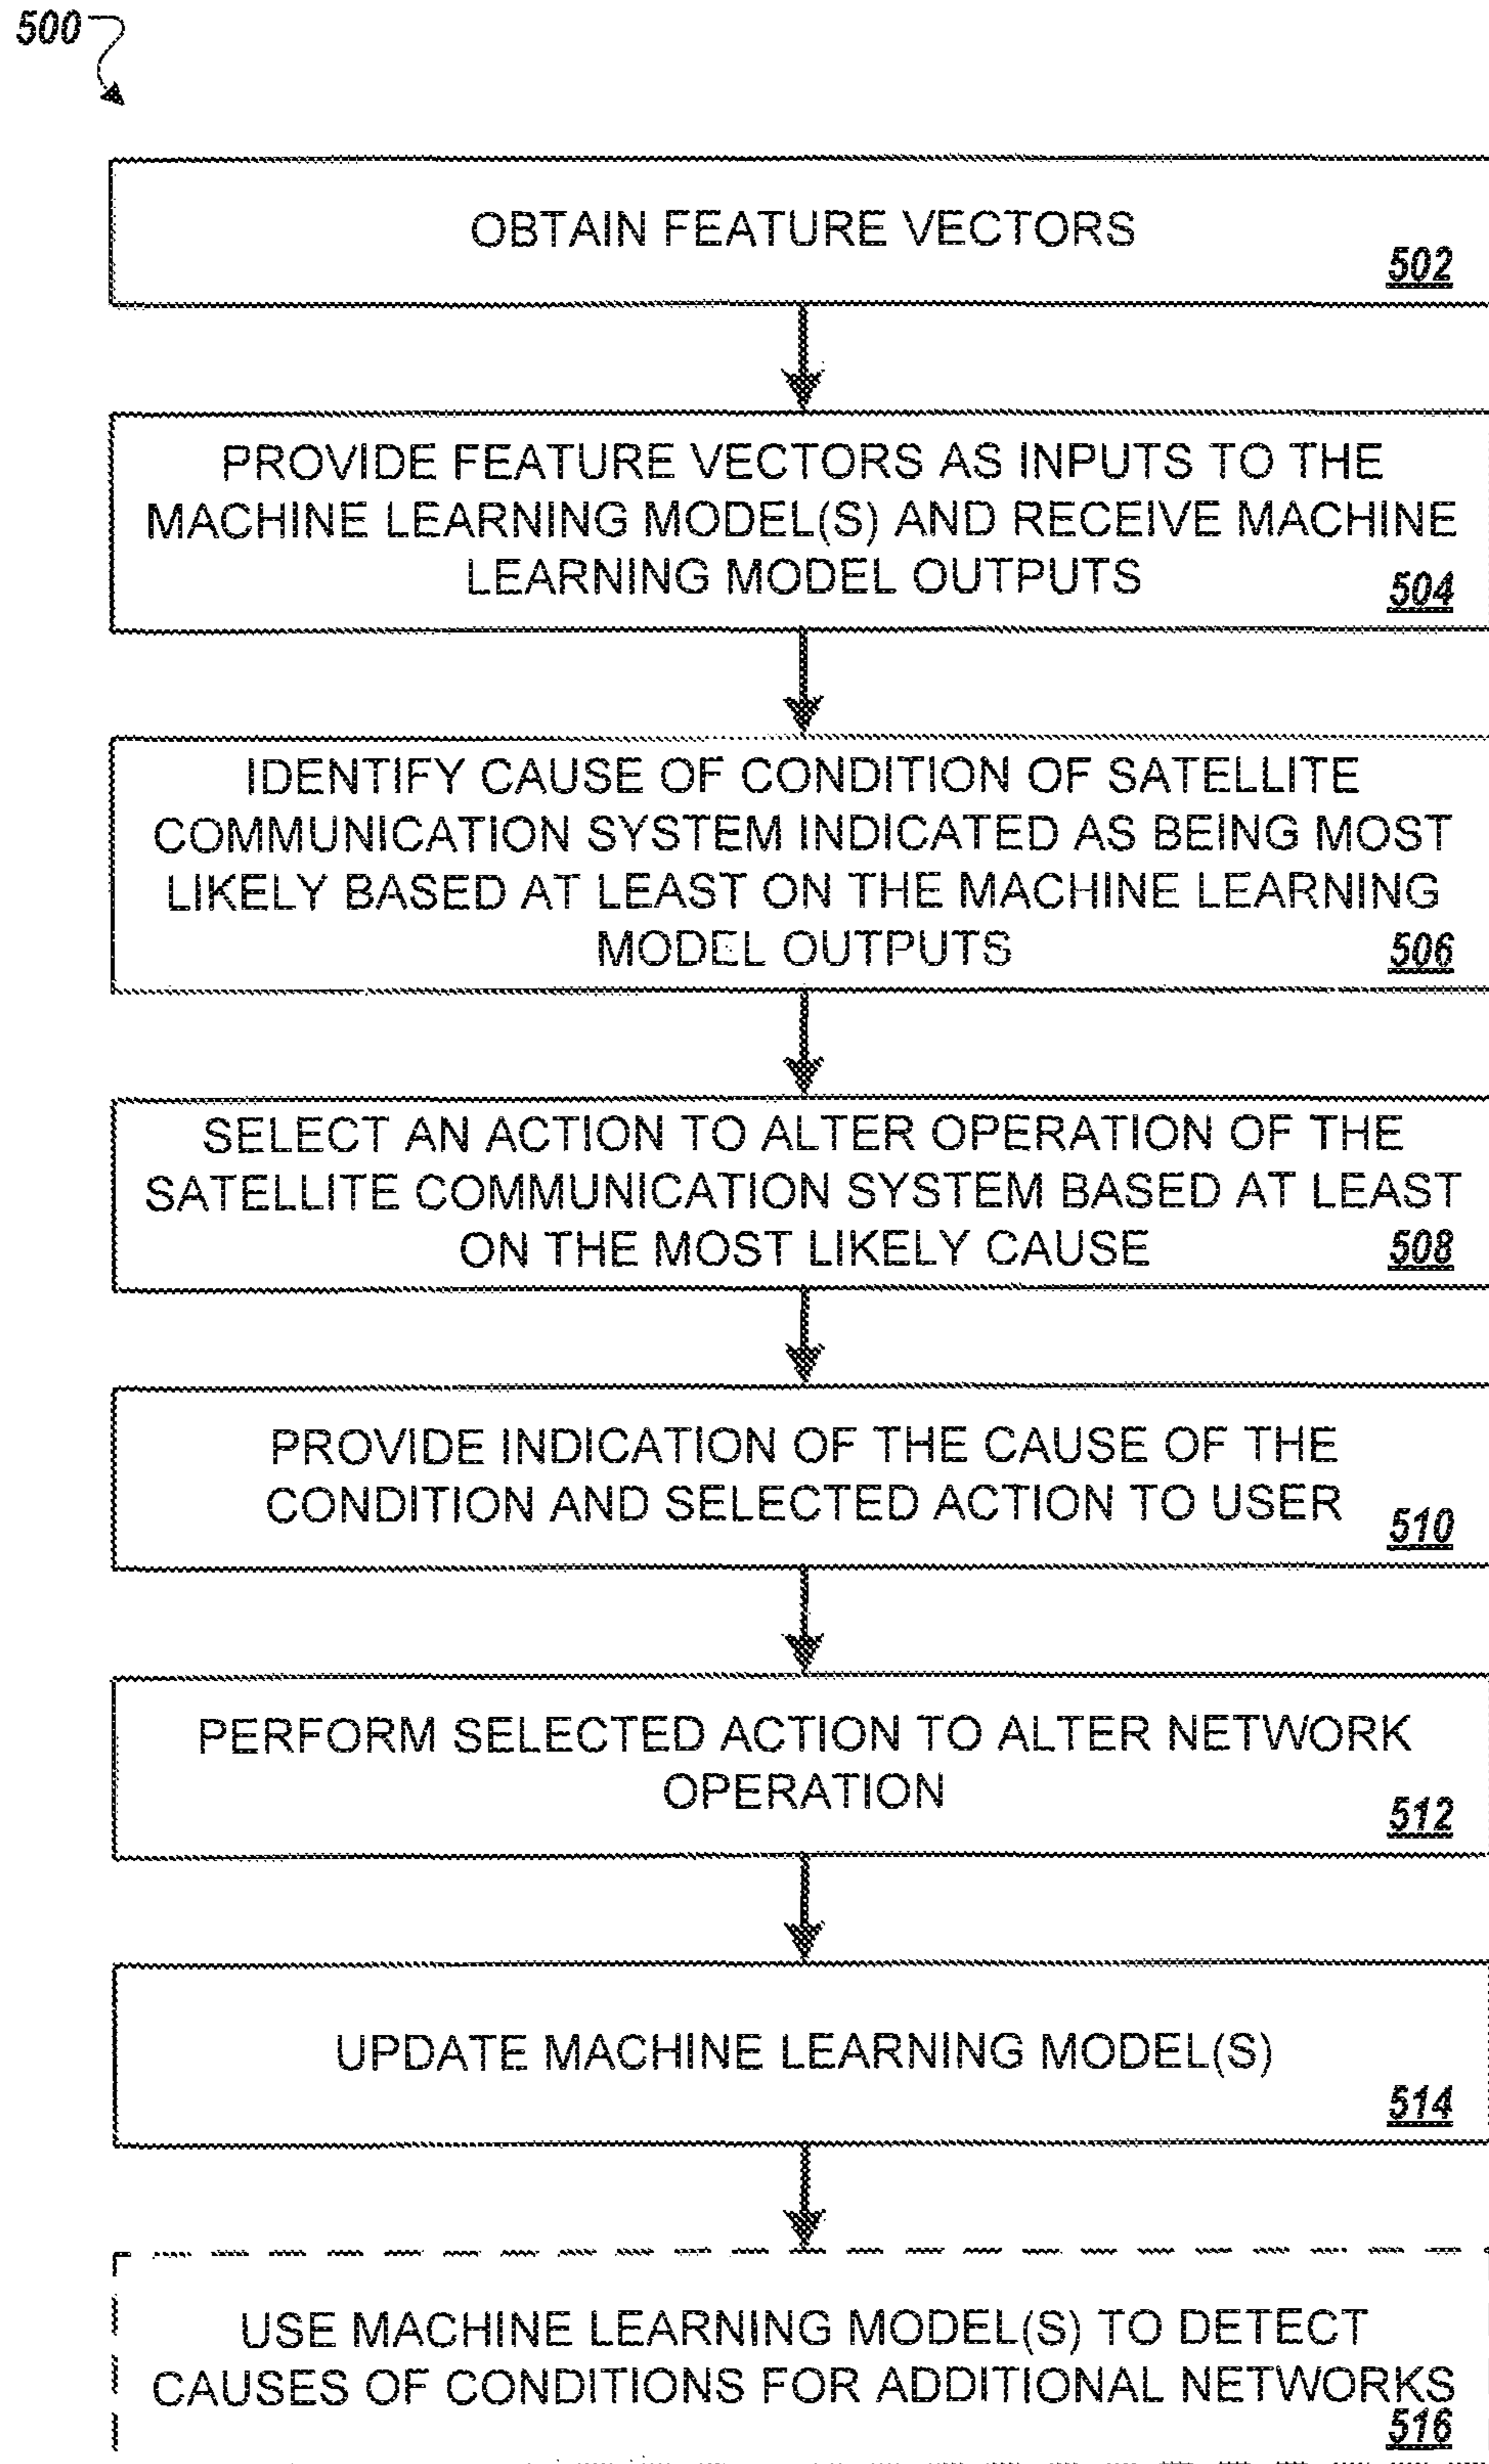 500
OBTAIN FEATURE VECTORS
502
PROVIDE FEATURE VECTORS AS INPUTS TO THE
MACHINE LEARNING MODEL(S) AND RECEIVE MACHINE
LEARNING MODEL OUTPUTS
504
IDENTIFY CAUSE OF CONDITION OF SATELLITE
COMMUNICATION SYSTEM INDICATED AS BEING MOST
LIKELY BASED AT LEAST ON THE MACHINE LEARNING
MODEL OUTPUTS
506
SELECT AN ACTION TO ALTER OPERATION OF THE
SATELLITE COMMUNICATION SYSTEM BASED AT LEAST
ON THE MOST LIKELY CAUSE
508
PROVIDE INDICATION OF THE CAUSE OF THE
CONDITION AND SELECTED ACTION TO USER
510
PERFORM SELECTED ACTION TO ALTER NETWORK
OPERATION
512
UPDATE MACHINE LEARNING MODEL(S)
514
USE MACHINE LEARNING MODEL(S) TO DETECT
CAUSES OF CONDITIONS FOR ADDITIONAL NETWORKS
516